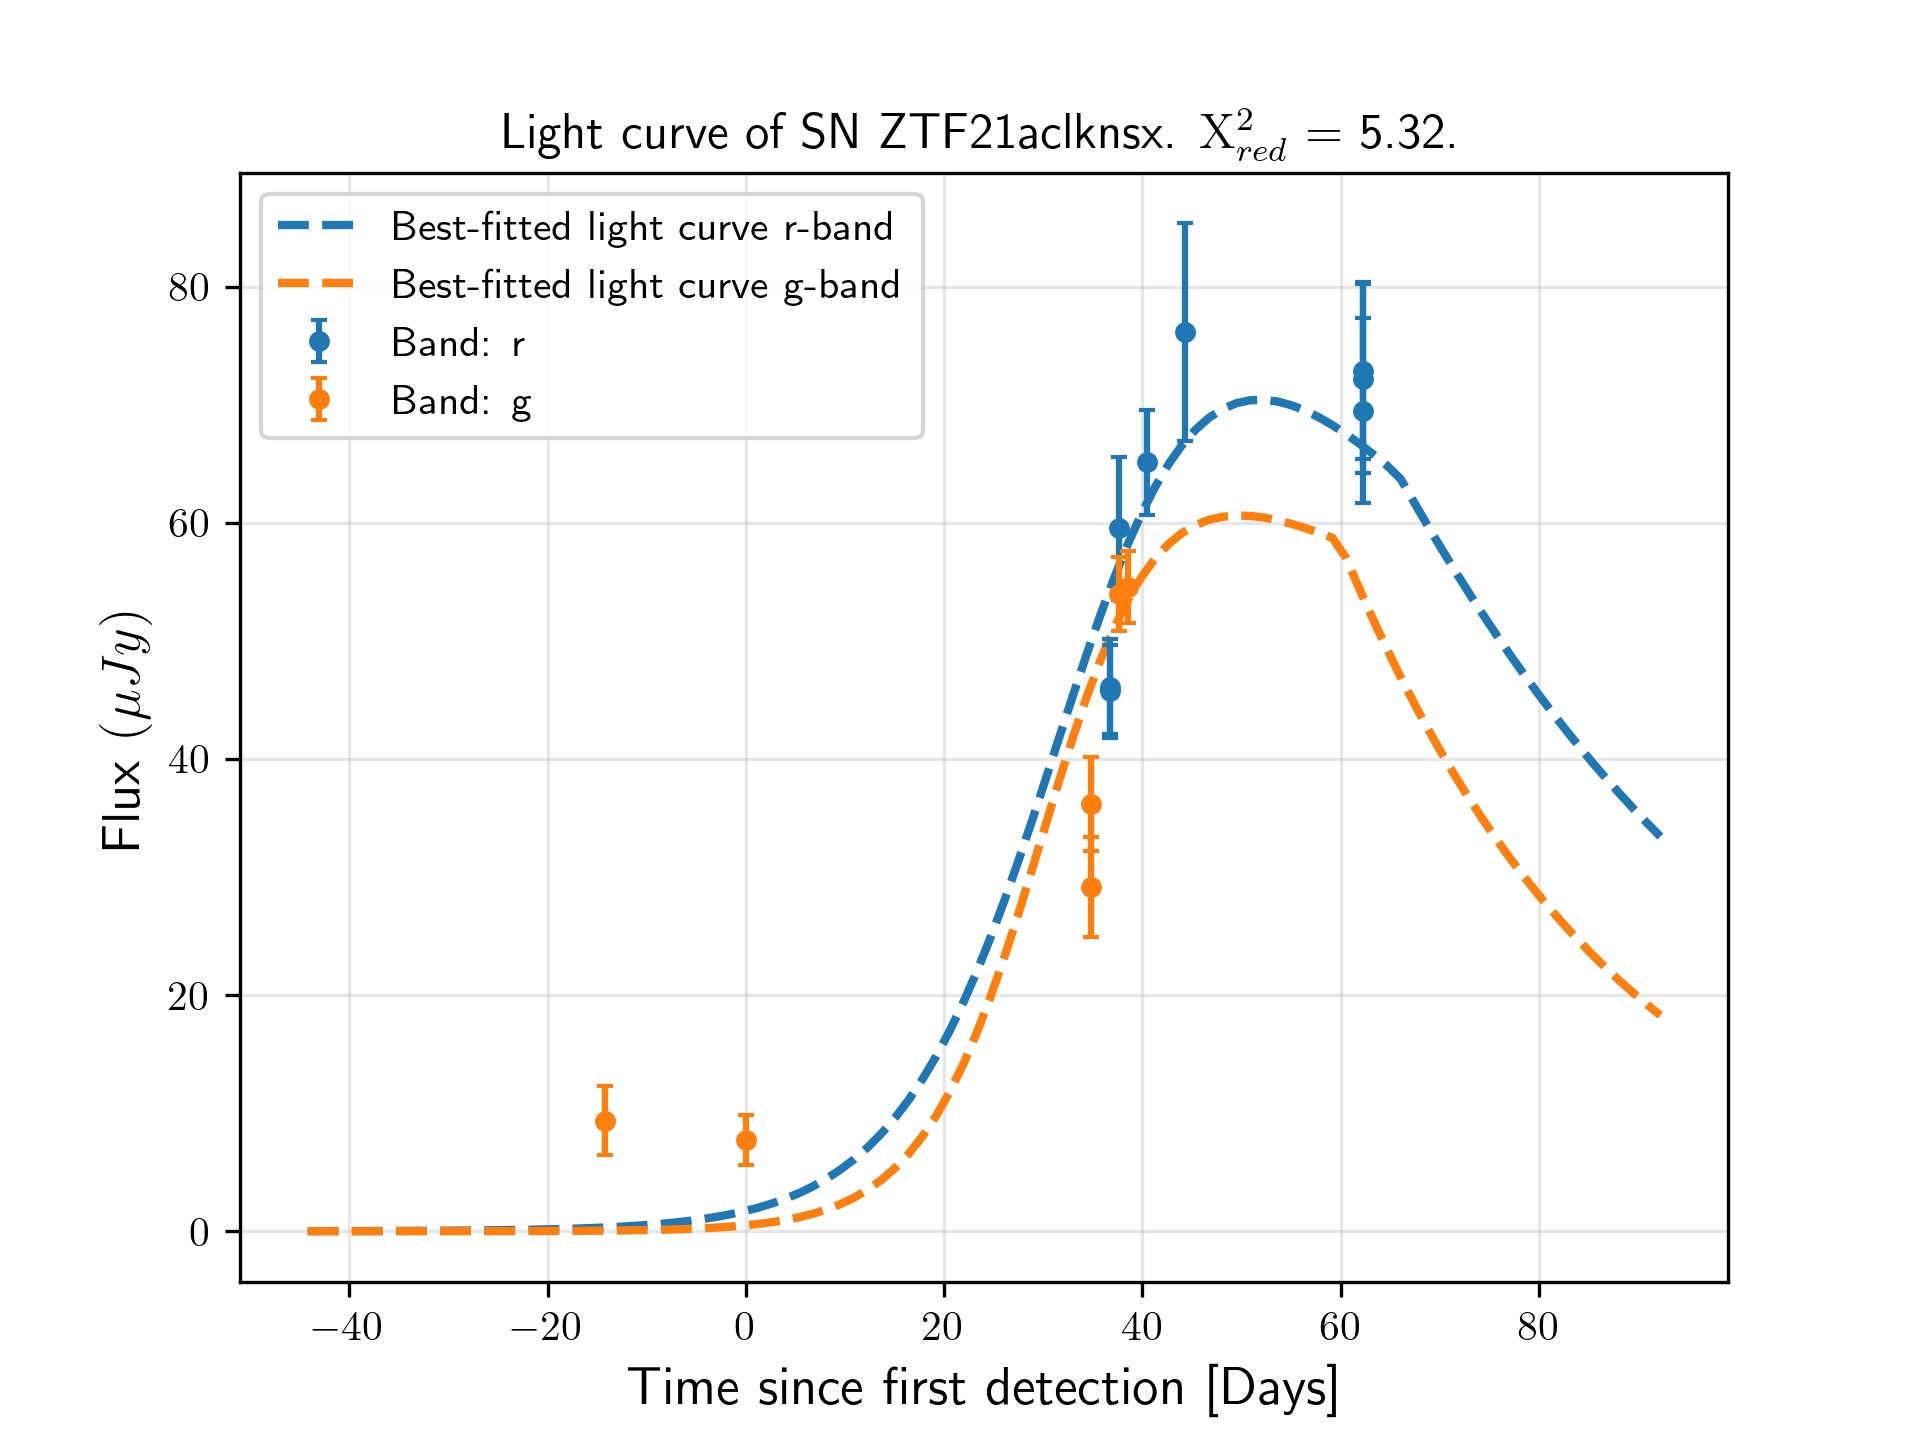 Light curve of SN ZTF21aclknsx. X²_red = 5.32.
Best-fitted light curve r-band
Best-fitted light curve g-band
Band: r
Band: g
80
60
40
20
0
Flux (μJy)
−40 −20 0 20 40 60 80
Time since first detection [Days]